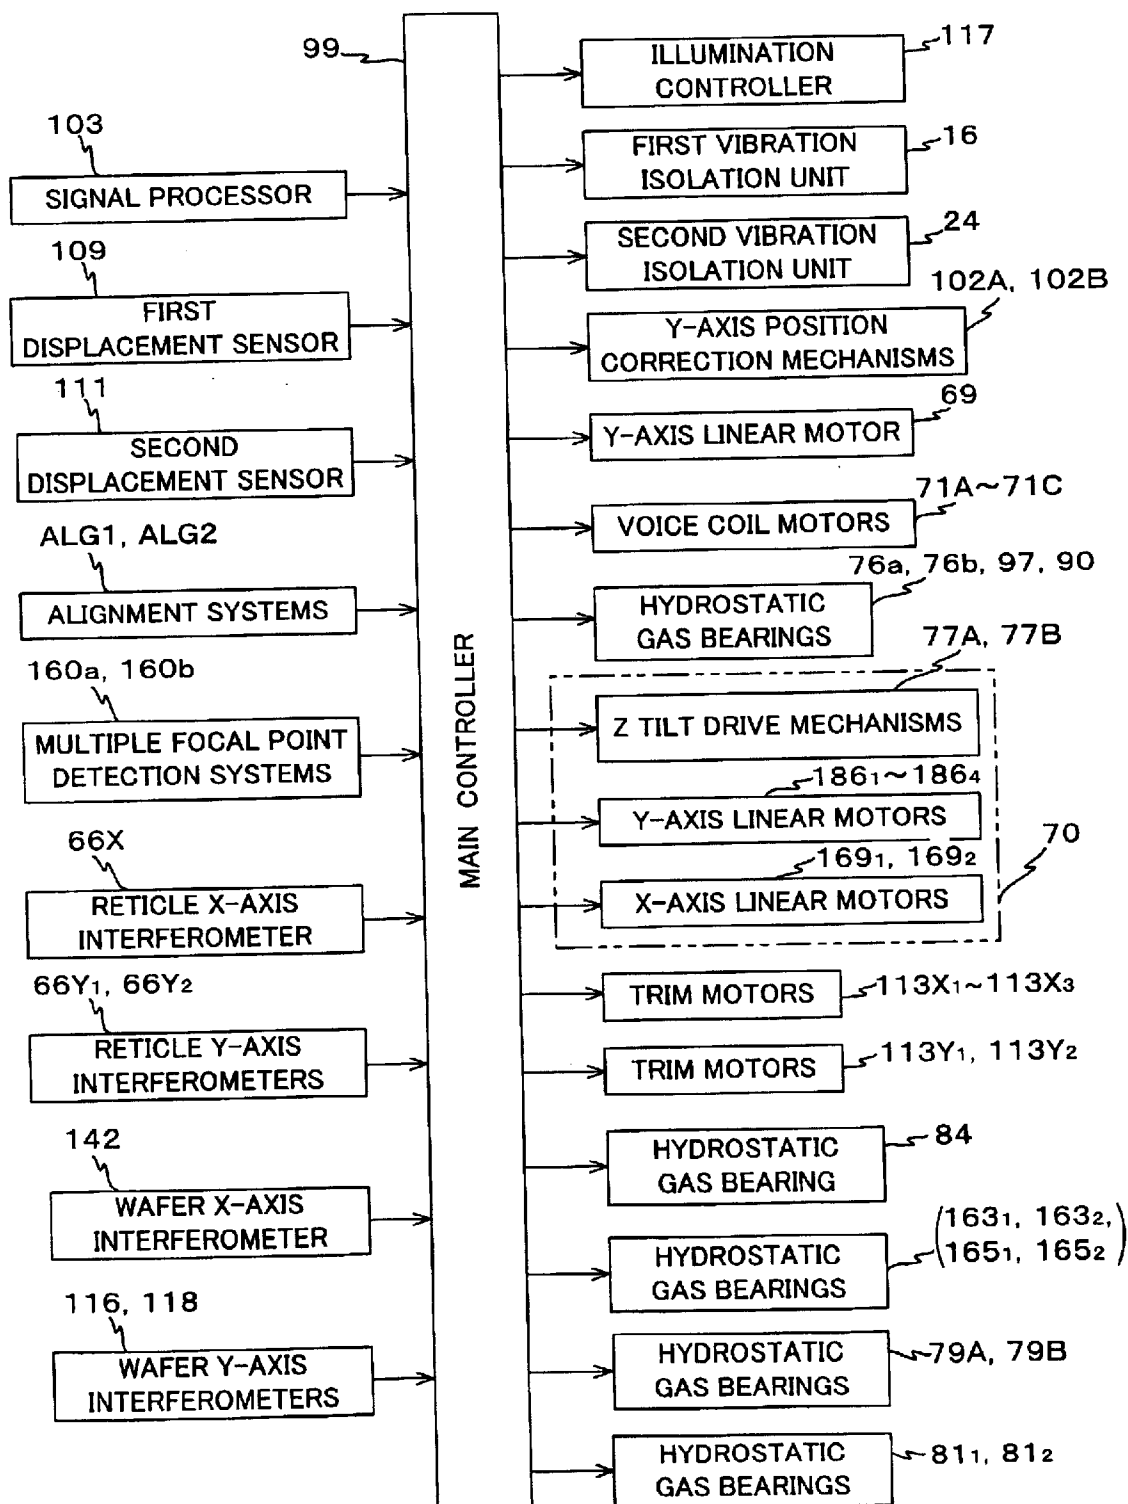 99
103
SIGNAL PROCESSOR
109
FIRST
DISPLACEMENT SENSOR
111
SECOND
DISPLACEMENT SENSOR
ALG1, ALG2
ALIGNMENT SYSTEMS
160a, 160b
MULTIPLE FOCAL POINT
DETECTION SYSTEMS
66X
RETICLE X-AXIS
INTERFEROMETER
66Y₁, 66Y₂
RETICLE Y-AXIS
INTERFEROMETERS
142
WAFER X-AXIS
INTERFEROMETER
116, 118
WAFER Y-AXIS
INTERFEROMETERS
MAIN CONTROLLER
117
ILLUMINATION
CONTROLLER
16
FIRST VIBRATION
ISOLATION UNIT
24
SECOND VIBRATION
ISOLATION UNIT
102A, 102B
Y-AXIS POSITION
CORRECTION MECHANISMS
69
Y-AXIS LINEAR MOTOR
71A~71C
VOICE COIL MOTORS
76a, 76b, 97, 90
HYDROSTATIC
GAS BEARINGS
77A, 77B
Z TILT DRIVE MECHANISMS
186₁~186₄
Y-AXIS LINEAR MOTORS
70
169₁, 169₂
X-AXIS LINEAR MOTORS
TRIM MOTORS
113X₁~113X₃
TRIM MOTORS
113Y₁, 113Y₂
HYDROSTATIC
GAS BEARING
84
HYDROSTATIC
GAS BEARINGS
(163₁, 163₂,
165₁, 165₂)
HYDROSTATIC
GAS BEARINGS
79A, 79B
HYDROSTATIC
GAS BEARINGS
81₁, 81₂